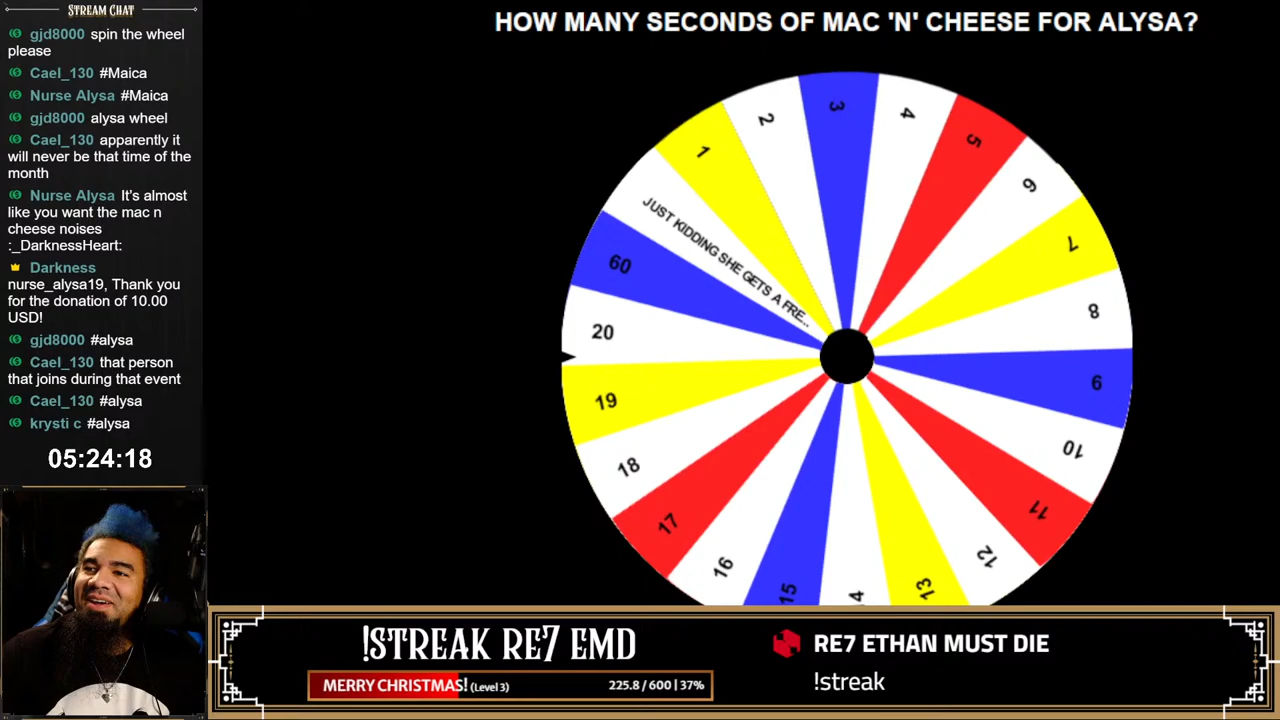 STREAM CHAT
gjd8000 spin the wheel
please
Cael_130 #Maica
Nurse Alysa #Maica
gjd8000 alysa wheel
Cael_130 apparently it
will never be that time of the
month
Nurse Alysa It's almost
like you want the mac n
cheese noises
:_DarknessHeart:
Darkness
nurse_alysa19, Thank you
for the donation of 10.00
USD!
gjd8000 #alysa
Cael_130 that person
that joins during that event
Cael_130 #alysa
krysti c #alysa
05:24:18
HOW MANY SECONDS OF MAC 'N' CHEESE FOR ALYSA?
JUST KIDDING SHE GETS A FRE...
1
2
3
4
5
6
7
8
9
10
11
12
13
4
15
16
17
18
19
20
60
!STREAK RE7 EMD
MERRY CHRISTMAS! (Level 3) 225.8 / 600 | 37%
RE7 ETHAN MUST DIE
!streak